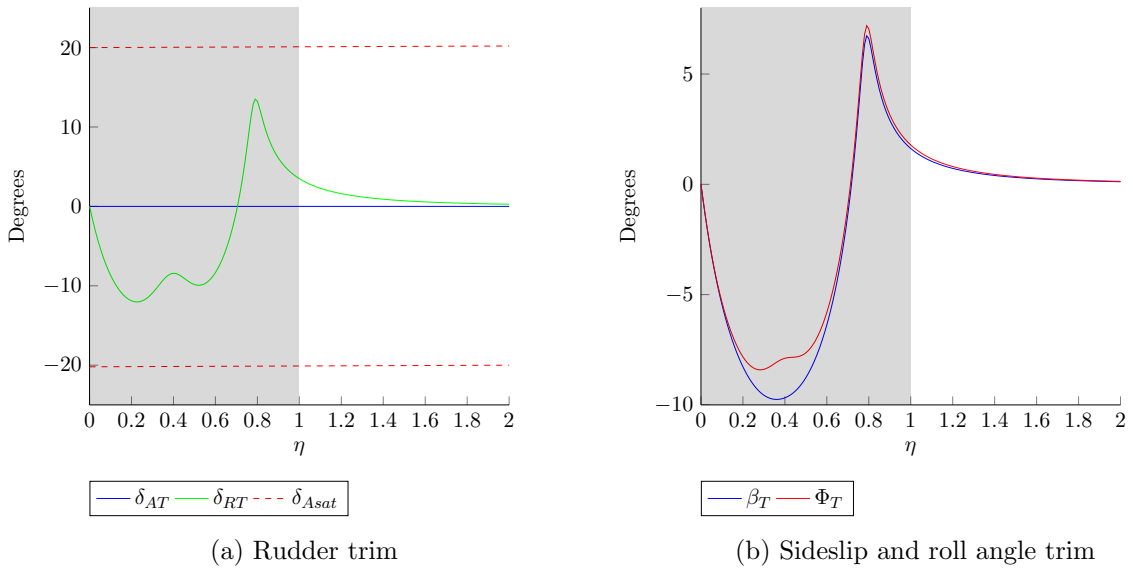 20
10
0
−10
−20
Degrees
0 0.2 0.4 0.6 0.8 1 1.2 1.4 1.6 1.8 2
η
δAT δRT δAsat
(a) Rudder trim
5
0
−5
−10
Degrees
0 0.2 0.4 0.6 0.8 1 1.2 1.4 1.6 1.8 2
η
βT ΦT
(b) Sideslip and roll angle trim